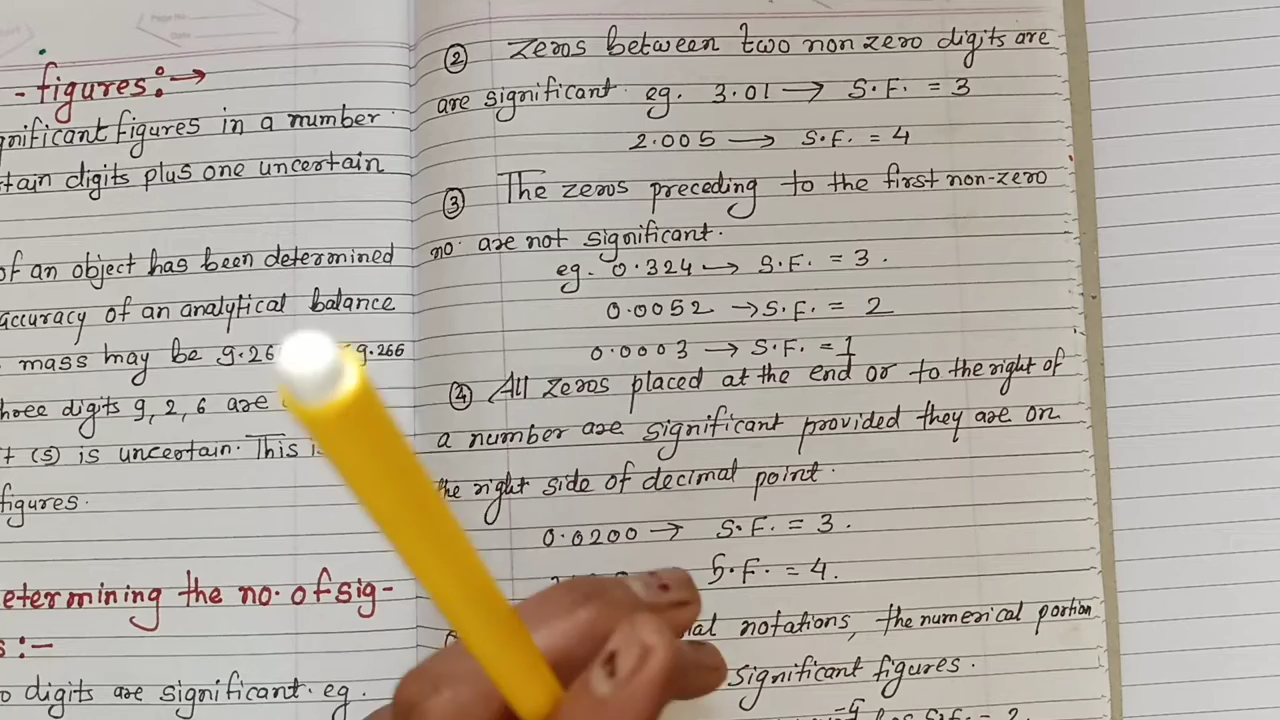 - figures:→
gnificant figures in a number
tain digits plus one uncertain
of an object has been determined
accuracy of an analytical balance
mass may be 9.26 9.266
three digits 9, 2, 6 are
t (5) is uncertain. This i
figures.
etermining the no. of sig-
s:-
o digits are significant. eg.
② Zeros between two non zero digits are
are significant. eg. 3.01 → S.F. = 3
2.005 → S.F. = 4
③ The zeros preceding to the first non-zero
no. are not significant.
eg. 0.324 → S.F. = 3.
0.0052 → S.F. = 2
0.0003 → S.F. = 1
④ All zeros placed at the end or to the right of
a number are significant provided they are on
the right side of decimal point.
0.0200 → S.F. = 3.
S.F. = 4.
notations, the numerical portion
significant figures.
S.F. = 2